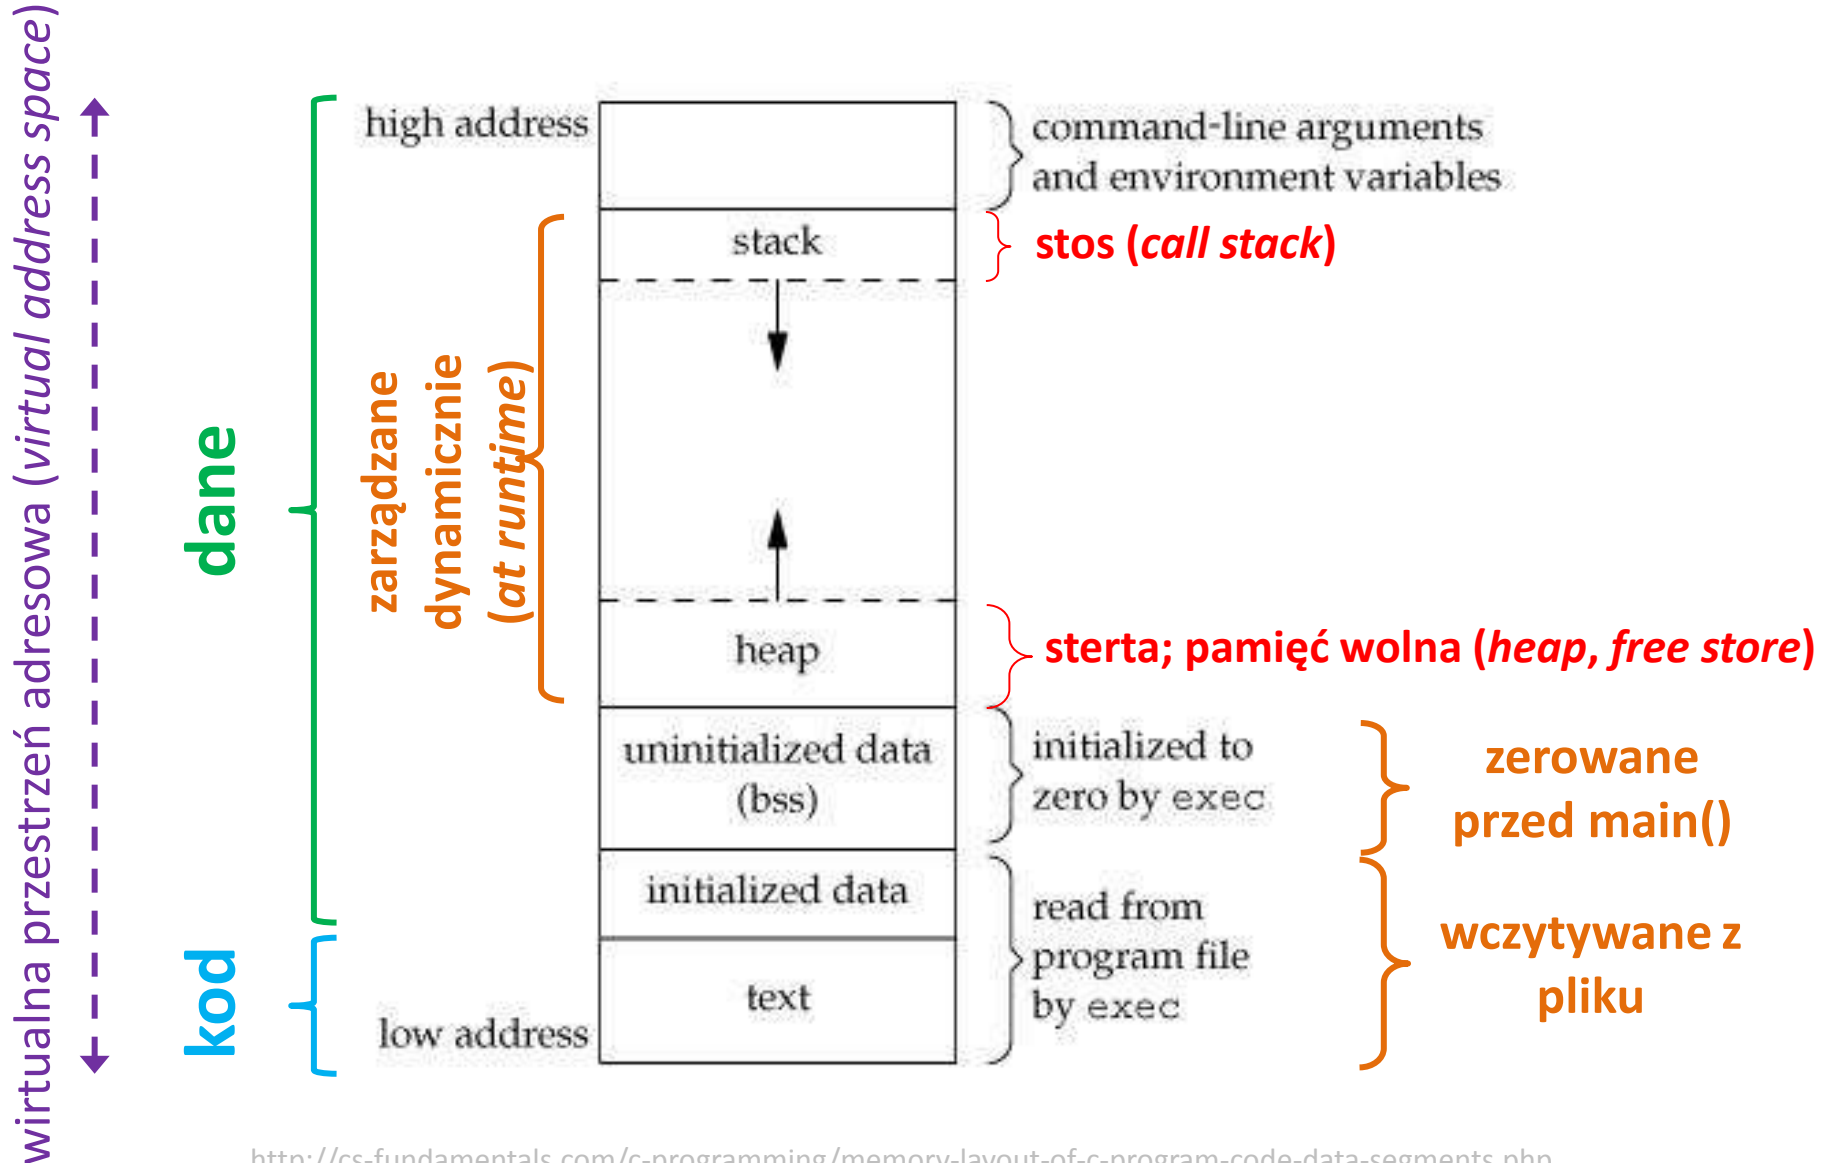 wirtualna przestrzeń adresowa (virtual address space)
dane
kod
zarządzane
dynamicznie
(at runtime)
high address
low address
stack
heap
uninitialized data
(bss)
initialized data
text
command-line arguments
and environment variables
stos (call stack)
sterta; pamięć wolna (heap, free store)
initialized to
zero by exec
read from
program file
by exec
zerowane
przed main()
wczytywane z
pliku
http://cs-fundamentals.com/c-programming/memory-layout-of-c-program-code-data-segments.php